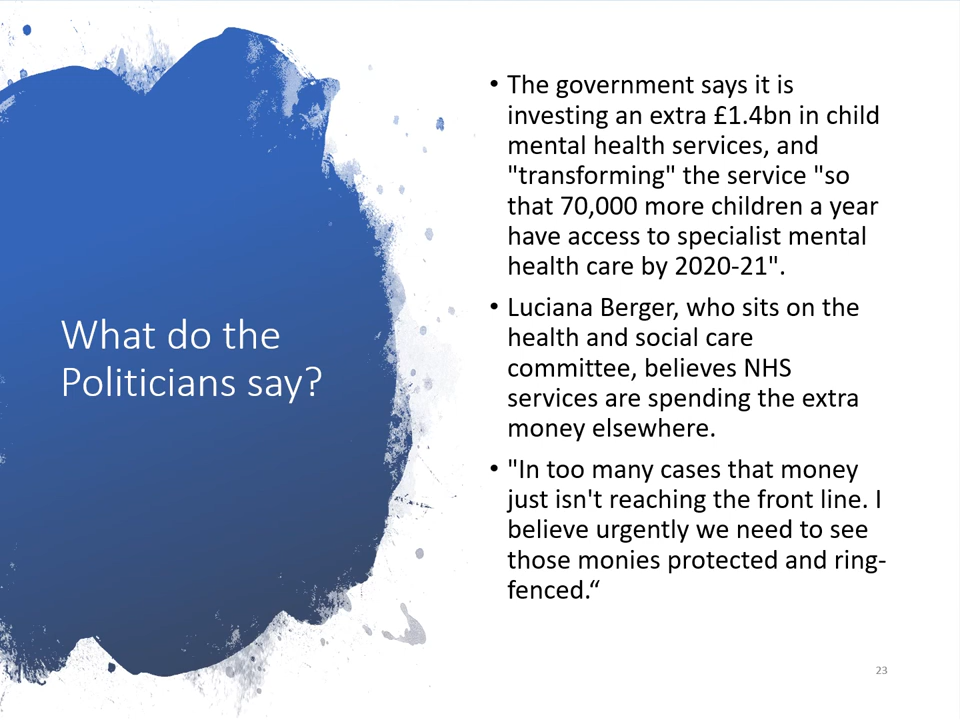 What do the
Politicians say?
• The government says it is
investing an extra £1.4bn in child
mental health services, and
"transforming" the service "so
that 70,000 more children a year
have access to specialist mental
health care by 2020-21".
• Luciana Berger, who sits on the
health and social care
committee, believes NHS
services are spending the extra
money elsewhere.
• "In too many cases that money
just isn't reaching the front line. I
believe urgently we need to see
those monies protected and ring-
fenced.“
23